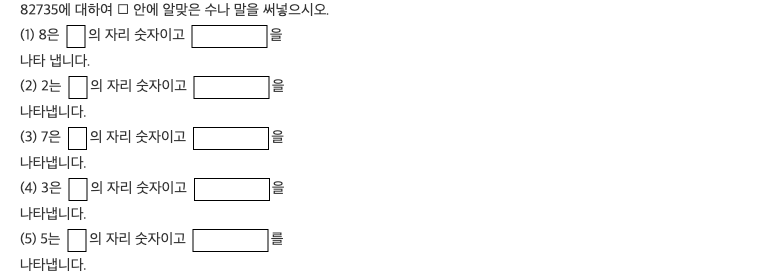 82735에 대하여 □ 안에 알맞은 수나 말을 써넣으시오.
(1) 8은 □의 자리 숫자이고 □을
나타 냅니다.
(2) 2는 □의 자리 숫자이고 □을
나타냅니다.
(3) 7은 □의 자리 숫자이고 □을
나타냅니다.
(4) 3은 □의 자리 숫자이고 □을
나타냅니다.
(5) 5는 □의 자리 숫자이고 □를
나타냅니다.